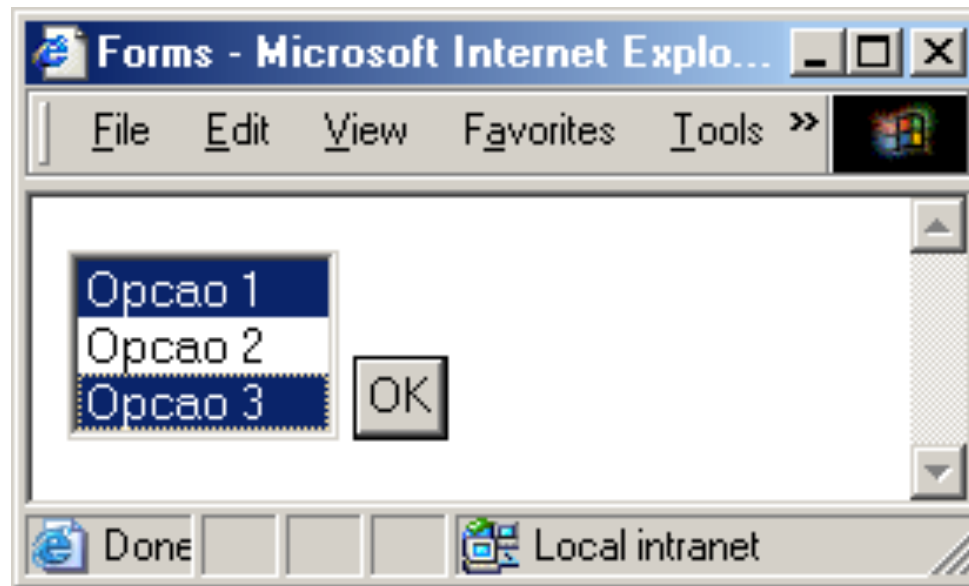 Forms - Microsoft Internet Explo...
File Edit View Favorites Tools »
Opcao 1
Opcao 2
Opcao 3
OK
Done
Local intranet